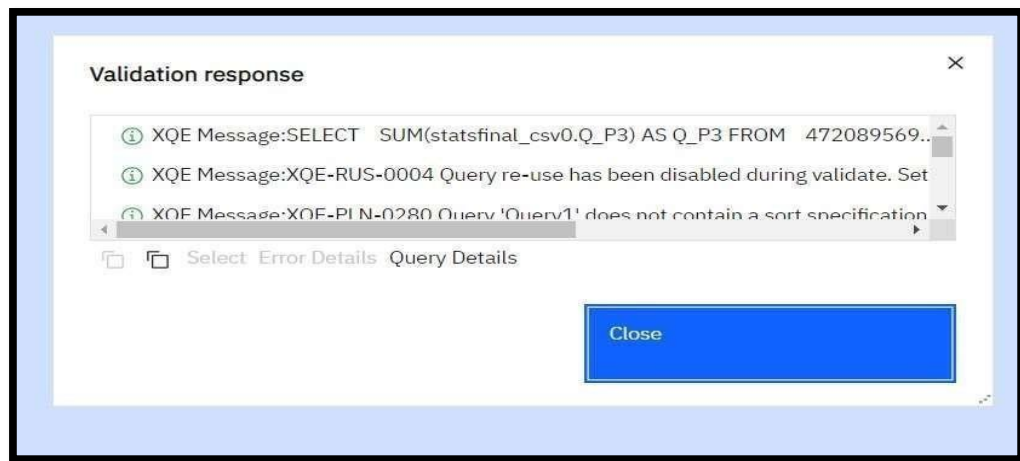 Validation response
XQE Message:SELECT SUM(statsfinal_csv0.Q_P3) AS Q_P3 FROM 472089569..
XQE Message:XQE-RUS-0004 Query re-use has been disabled during validate. Set
XQE Message:XQE-PLN-0280 Query 'Query1' does not contain a sort specification
Select Error Details Query Details
Close